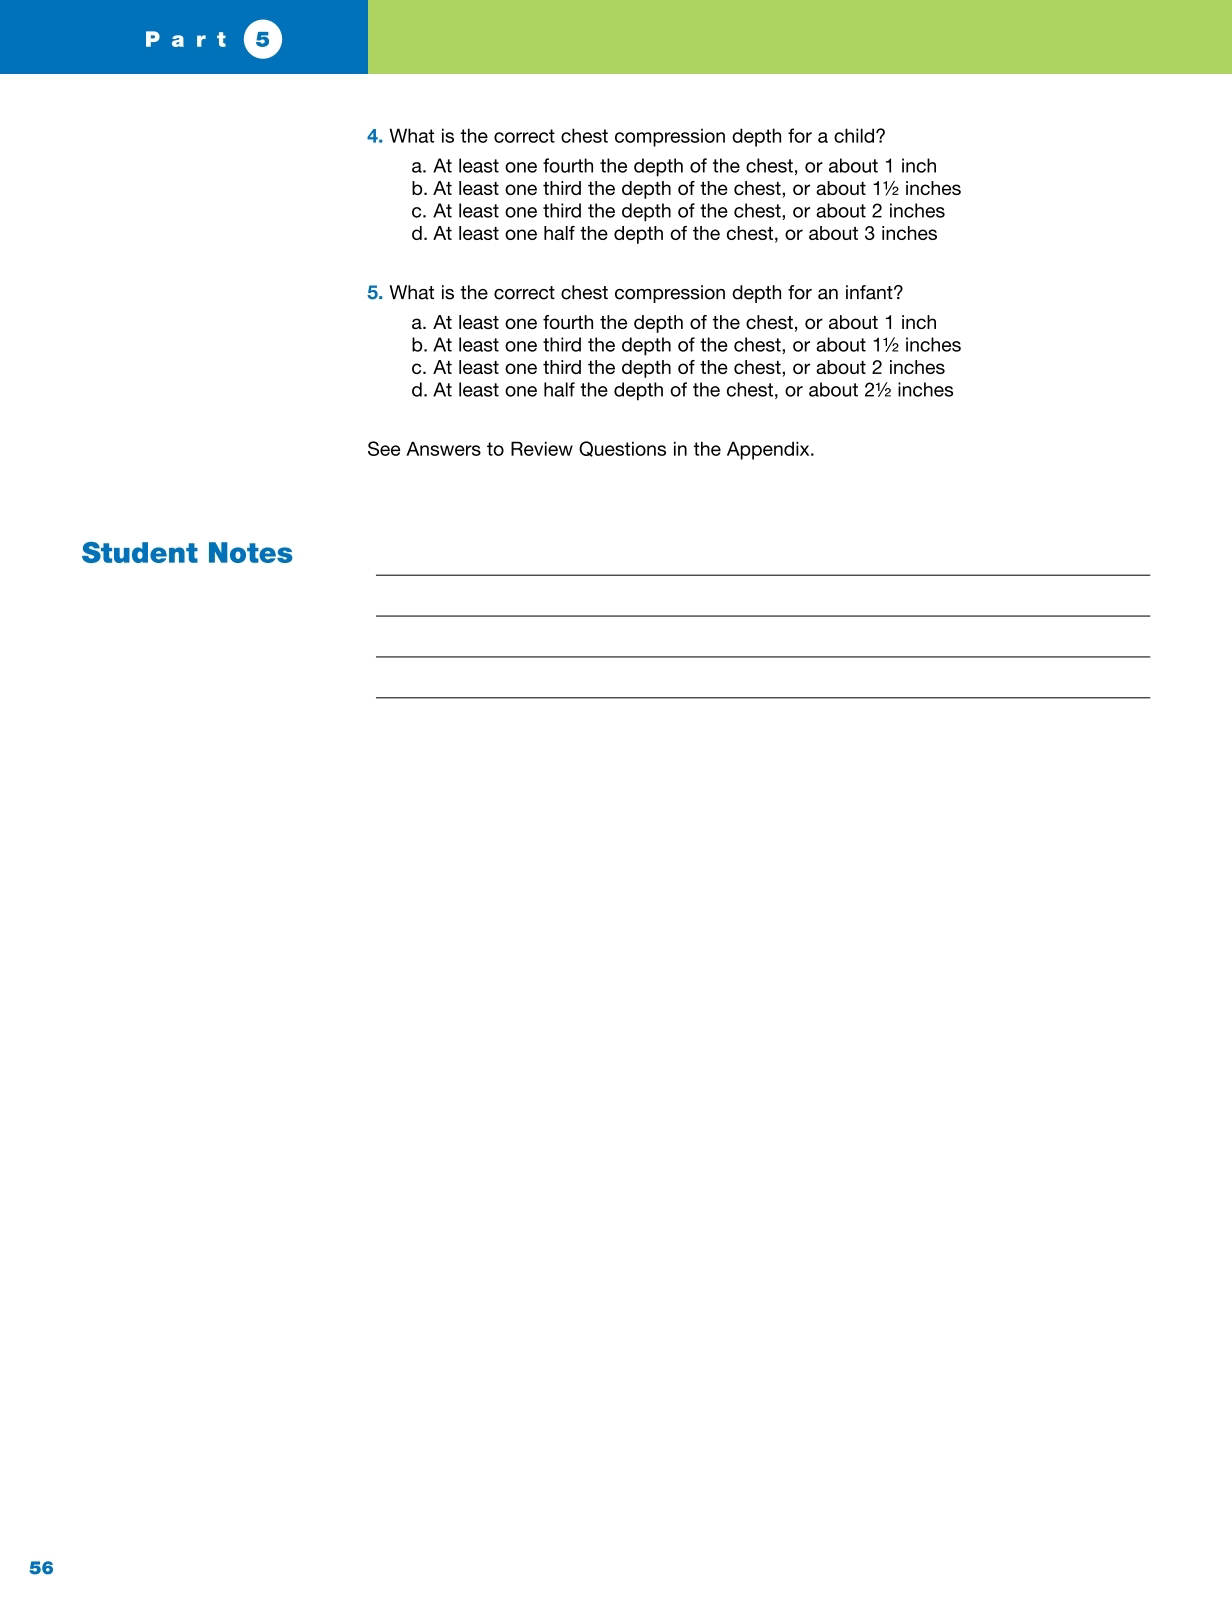 Part 5
4. What is the correct chest compression depth for a child?
a. At least one fourth the depth of the chest, or about 1 inch
b. At least one third the depth of the chest, or about 1½ inches
c. At least one third the depth of the chest, or about 2 inches
d. At least one half the depth of the chest, or about 3 inches
5. What is the correct chest compression depth for an infant?
a. At least one fourth the depth of the chest, or about 1 inch
b. At least one third the depth of the chest, or about 1½ inches
c. At least one third the depth of the chest, or about 2 inches
d. At least one half the depth of the chest, or about 2½ inches
See Answers to Review Questions in the Appendix.
Student Notes
56